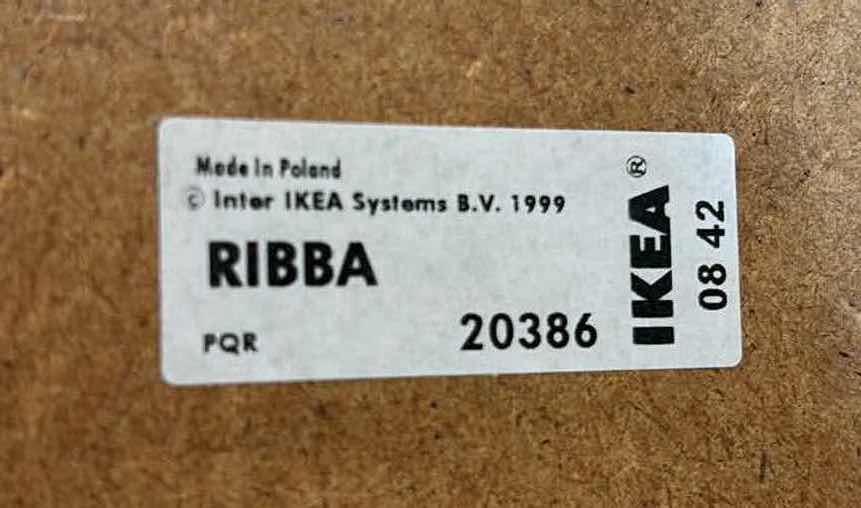 Made in Poland
© Inter IKEA Systems B.V. 1999
RIBBA
PQR
20386
IKEA®
08 42